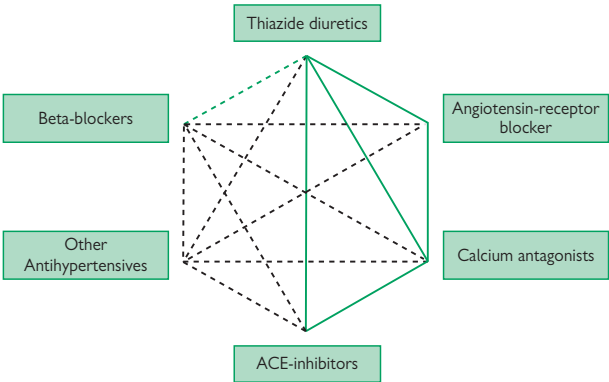 Thiazide diuretics
Beta-blockers
Angiotensin-receptor
blocker
Other
Antihypertensives
Calcium antagonists
ACE-inhibitors